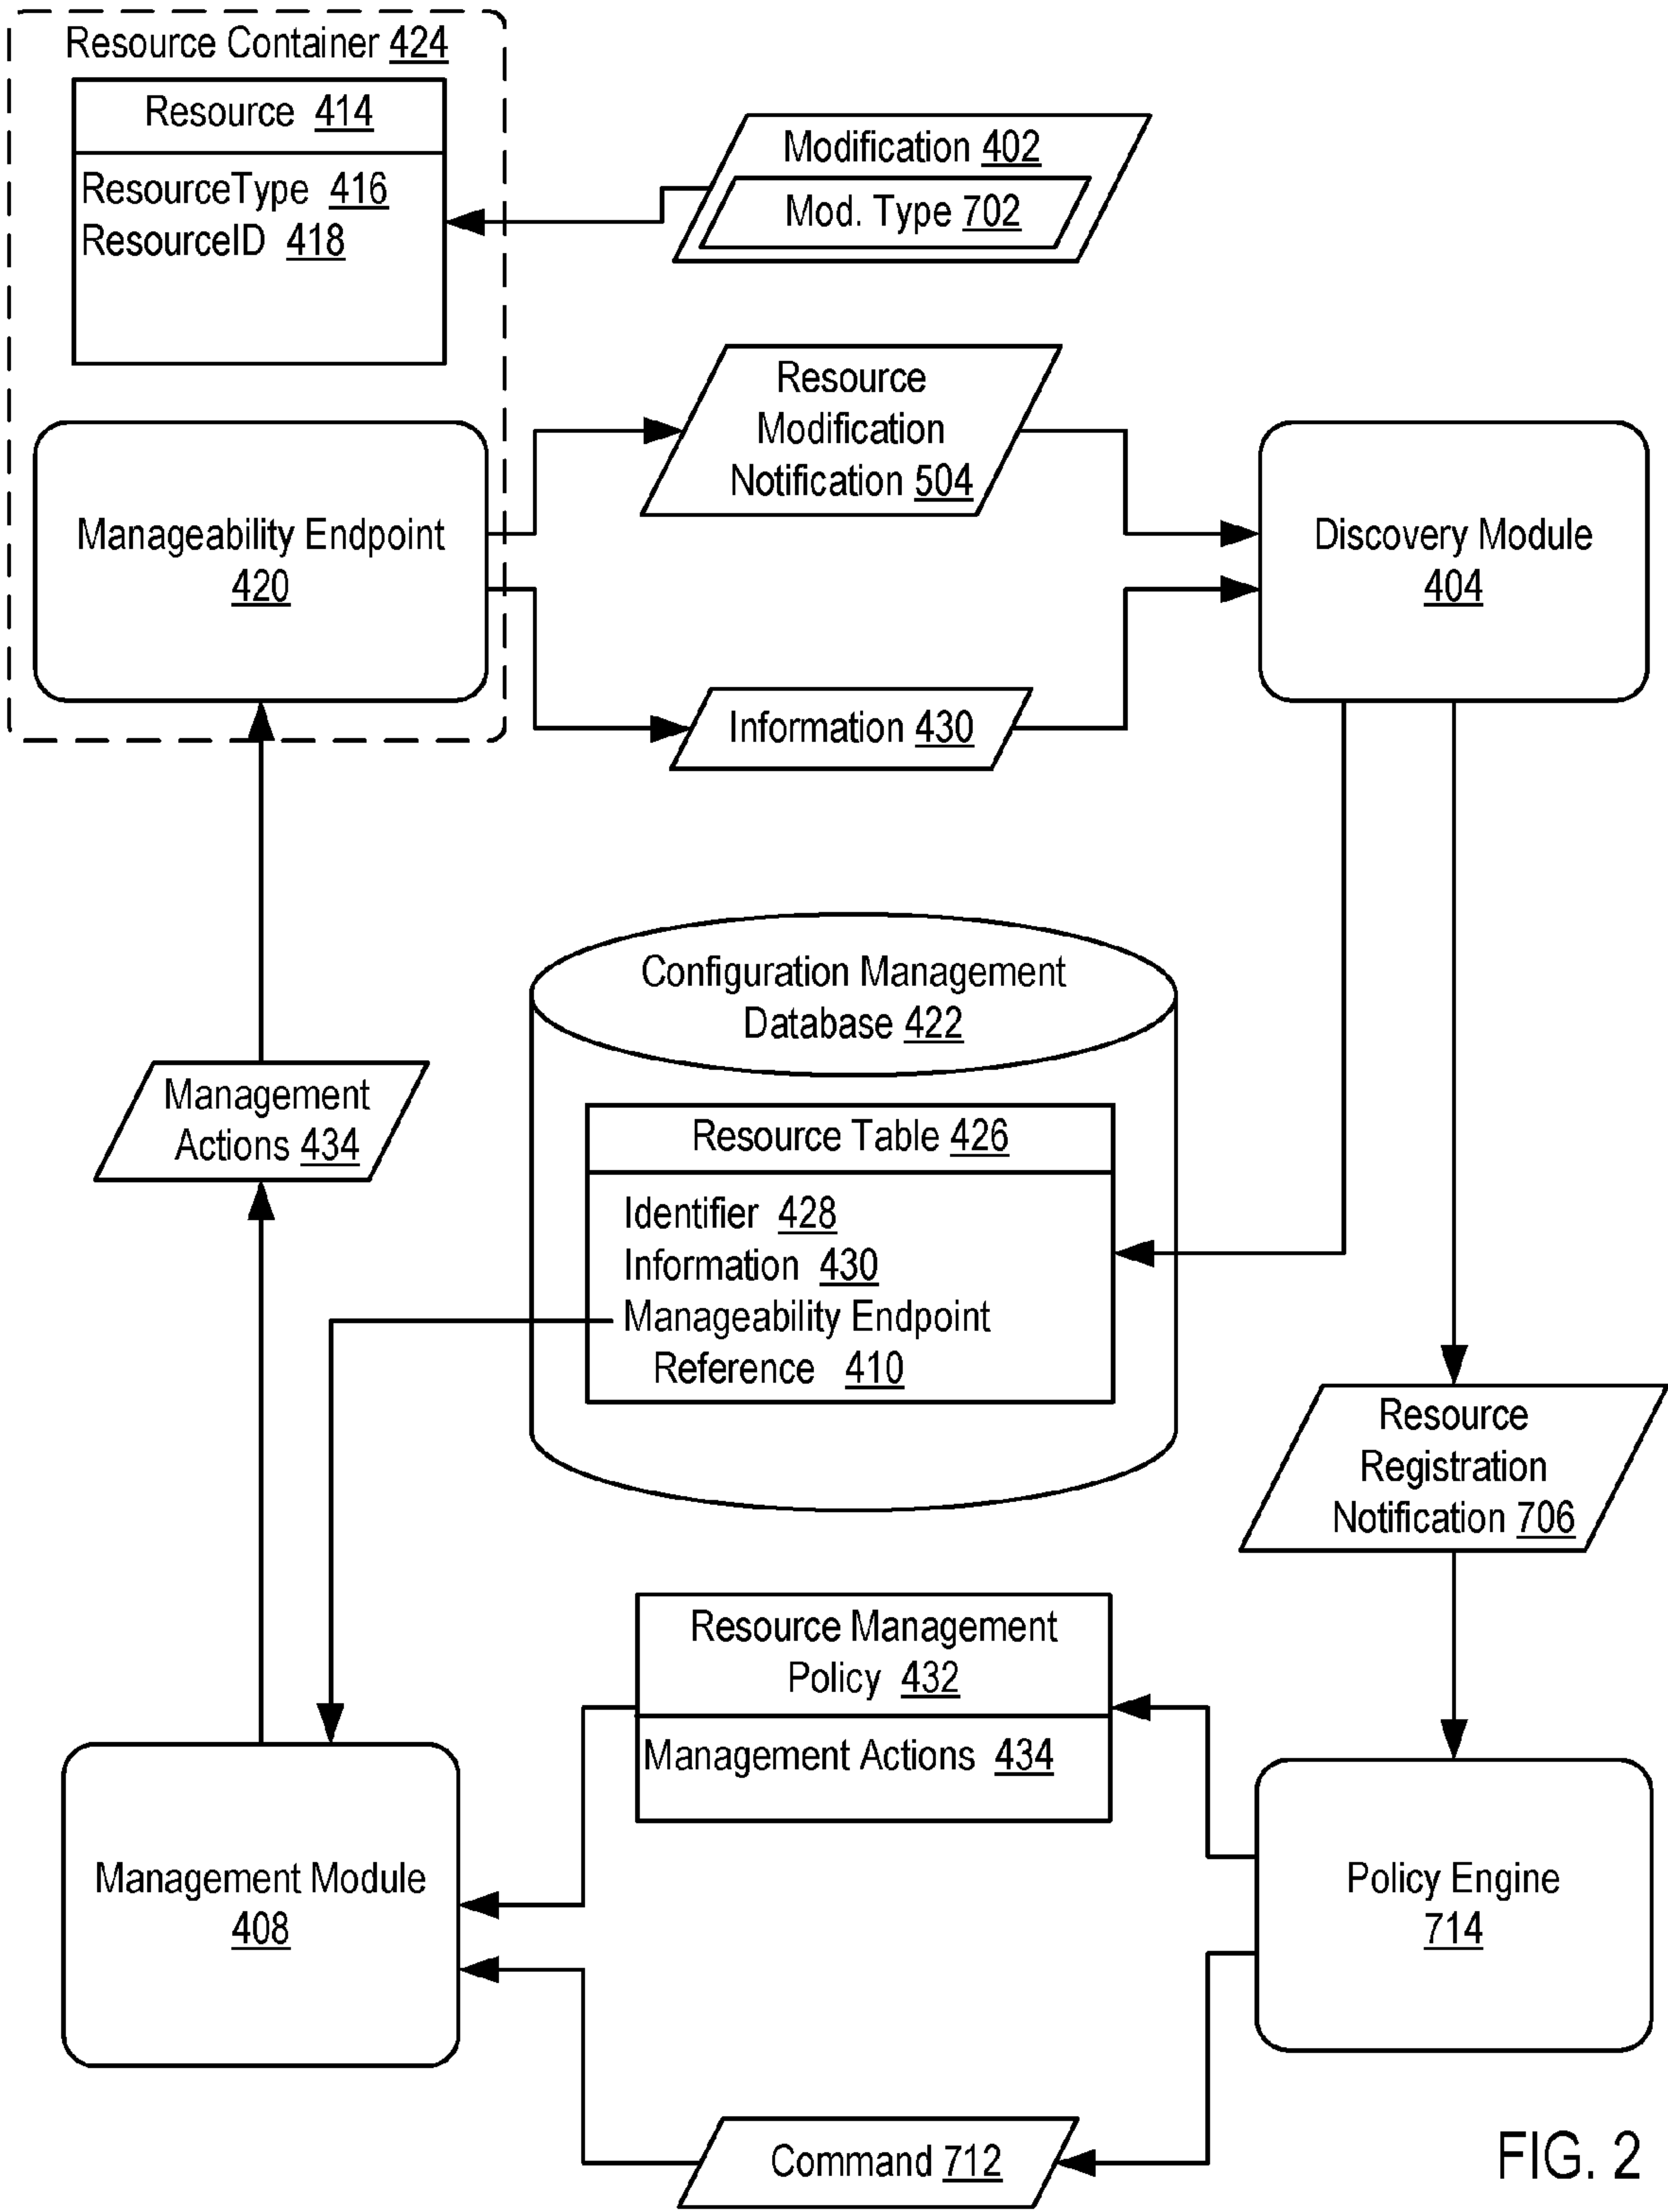 Resource Container 424
Resource 414
ResourceType 416
ResourceID 418
Modification 402
Mod. Type 702
Resource
Modification
Notification 504
Manageability Endpoint
420
Discovery Module
404
Information 430
Configuration Management
Database 422
Management
Actions 434
Resource Table 426
Identifier 428
Information 430
Manageability Endpoint
Reference 410
Resource
Registration
Notification 706
Resource Management
Policy 432
Management Actions 434
Management Module
408
Policy Engine
714
Command 712
FIG. 2